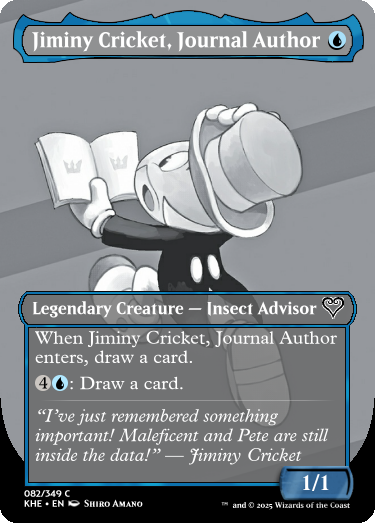 Jiminy Cricket, Journal Author
Legendary Creature — Insect Advisor
When Jiminy Cricket, Journal Author
enters, draw a card.
4: Draw a card.
“I’ve just remembered something
important! Maleficent and Pete are still
inside the data!” — Jiminy Cricket
1/1
082/349 C
KHE • EN Shiro Amano
™ and © 2025 Wizards of the Coast